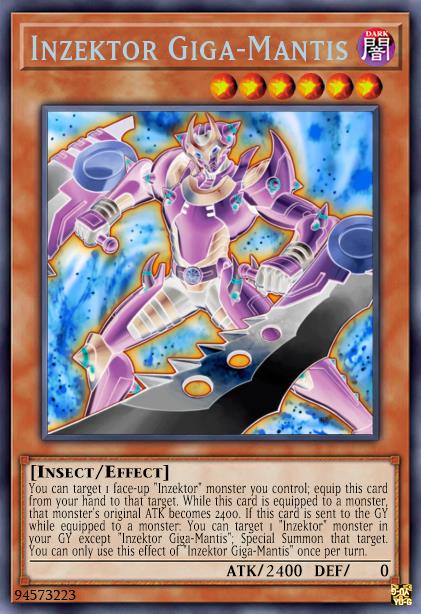 INZEKTOR GIGA-MANTIS
DARK
闇
[INSECT/EFFECT]
You can target 1 face-up "Inzektor" monster you control; equip this card
from your hand to that target. While this card is equipped to a monster,
that monster's original ATK becomes 2400. If this card is sent to the GY
while equipped to a monster: You can target 1 "Inzektor" monster in
your GY except "Inzektor Giga-Mantis"; Special Summon that target.
You can only use this effect of "Inzektor Giga-Mantis" once per turn.
ATK/2400 DEF/ 0
94573223